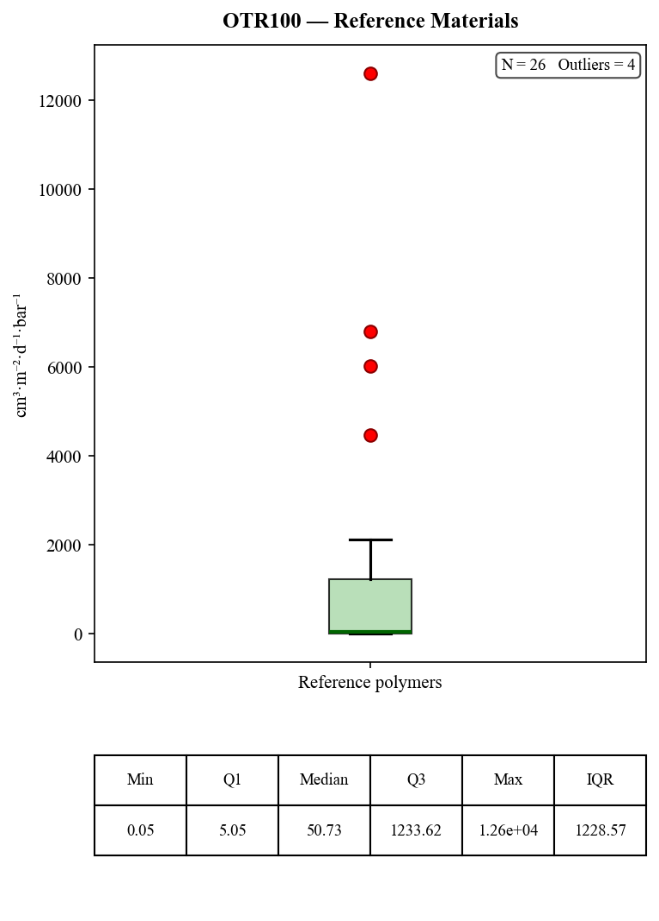 OTR100 — Reference Materials
N = 26   Outliers = 4
12000
10000
8000
6000
4000
2000
0
cm³·m⁻²·d⁻¹·bar⁻¹
Reference polymers
Min Q1 Median Q3 Max IQR
0.05 5.05 50.73 1233.62 1.26e+04 1228.57